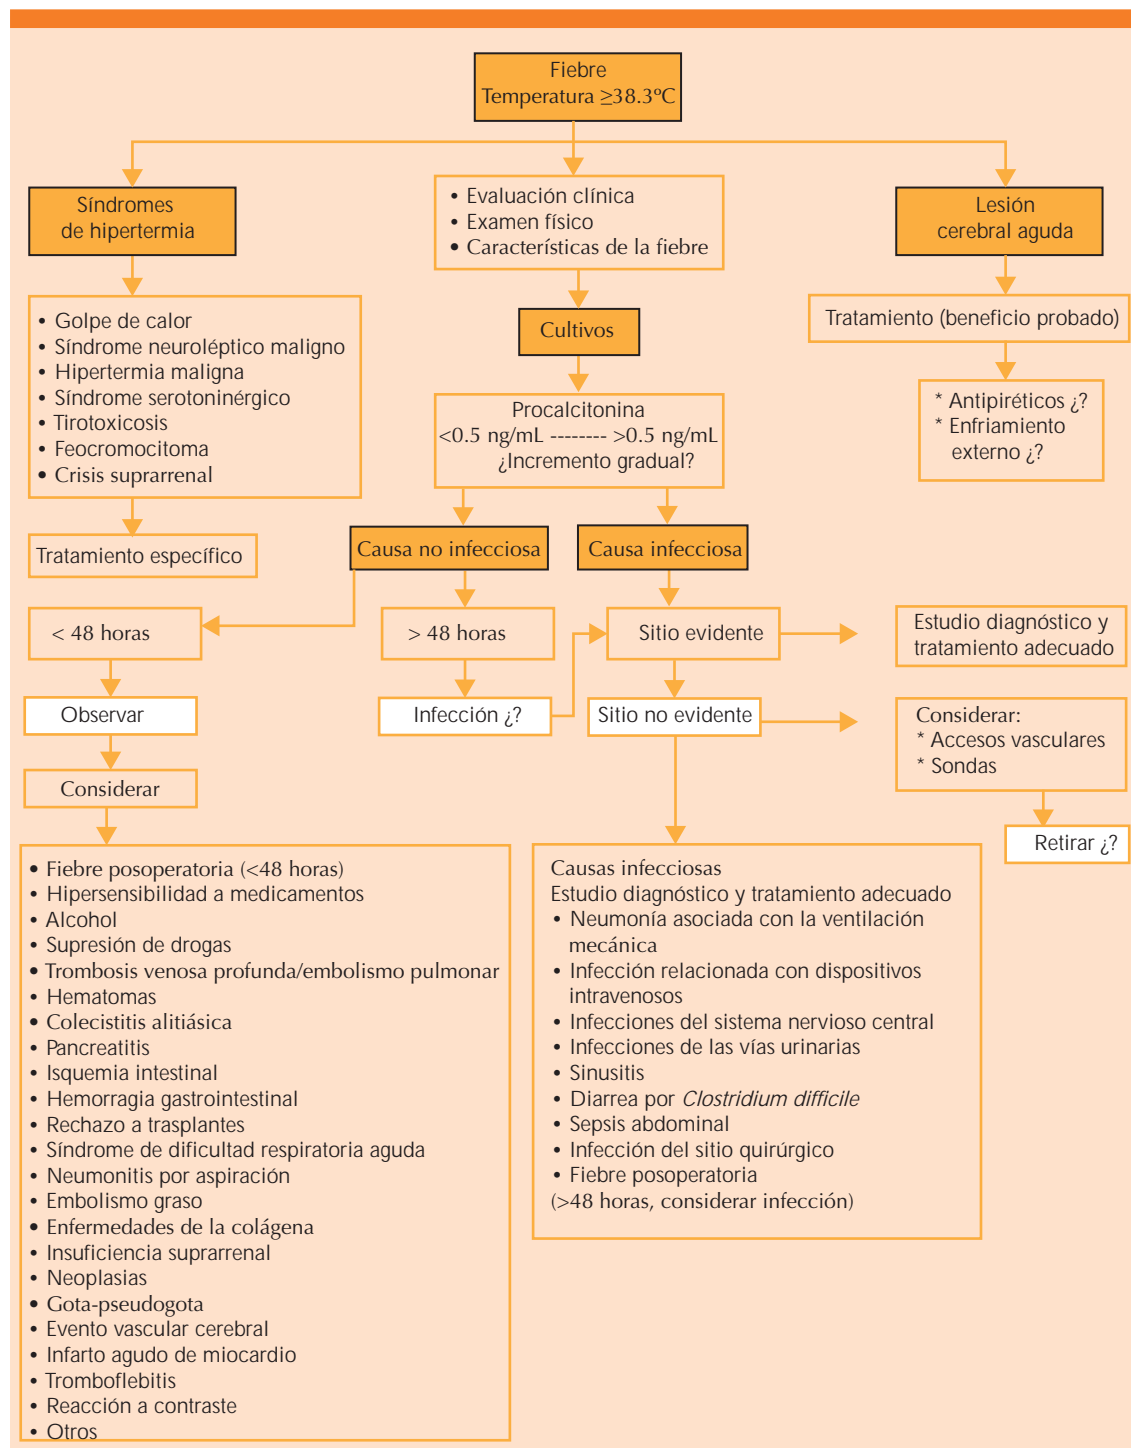 Fiebre
Temperatura ≥38.3ºC
Síndromes
de hipertermia
• Evaluación clínica
• Examen físico
• Características de la fiebre
Lesión
cerebral aguda
• Golpe de calor
• Síndrome neuroléptico maligno
• Hipertermia maligna
• Síndrome serotoninérgico
• Tirotoxicosis
• Feocromocitoma
• Crisis suprarrenal
Tratamiento específico
Cultivos
Procalcitonina
<0.5 ng/mL -------- >0.5 ng/mL
¿Incremento gradual?
Tratamiento (beneficio probado)
* Antipiréticos ¿?
* Enfriamiento
externo ¿?
Causa no infecciosa
Causa infecciosa
< 48 horas
> 48 horas
Sitio evidente
Estudio diagnóstico y
tratamiento adecuado
Observar
Infección ¿?
Sitio no evidente
Considerar:
* Accesos vasculares
* Sondas
Retirar ¿?
Considerar
• Fiebre posoperatoria (<48 horas)
• Hipersensibilidad a medicamentos
• Alcohol
• Supresión de drogas
• Trombosis venosa profunda/embolismo pulmonar
• Hematomas
• Colecistitis alitiásica
• Pancreatitis
• Isquemia intestinal
• Hemorragia gastrointestinal
• Rechazo a trasplantes
• Síndrome de dificultad respiratoria aguda
• Neumonitis por aspiración
• Embolismo graso
• Enfermedades de la colágena
• Insuficiencia suprarrenal
• Neoplasias
• Gota-pseudogota
• Evento vascular cerebral
• Infarto agudo de miocardio
• Tromboflebitis
• Reacción a contraste
• Otros
Causas infecciosas
Estudio diagnóstico y tratamiento adecuado
• Neumonía asociada con la ventilación
mecánica
• Infección relacionada con dispositivos
intravenosos
• Infecciones del sistema nervioso central
• Infecciones de las vías urinarias
• Sinusitis
• Diarrea por Clostridium difficile
• Sepsis abdominal
• Infección del sitio quirúrgico
• Fiebre posoperatoria
(>48 horas, considerar infección)